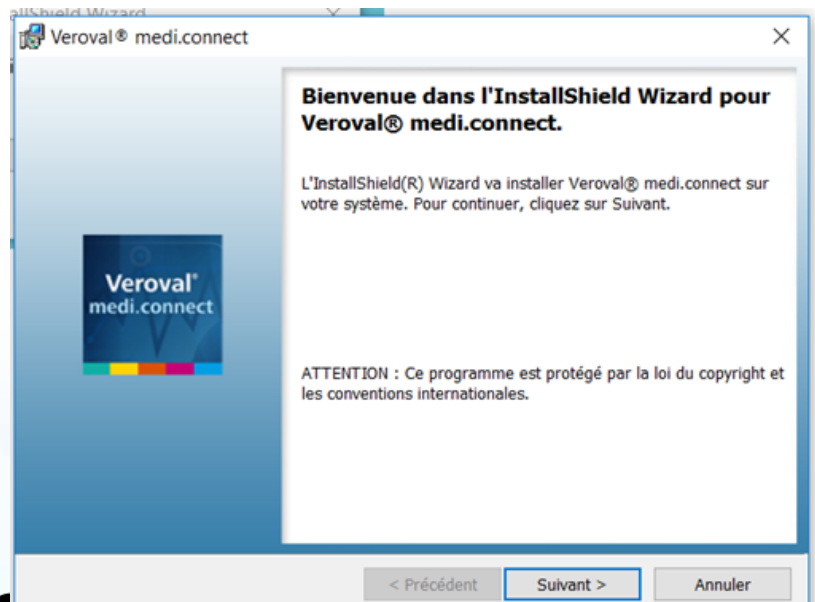 allShield Wizard
Veroval® medi.connect
Bienvenue dans l'InstallShield Wizard pour
Veroval® medi.connect.
L'InstallShield(R) Wizard va installer Veroval® medi.connect sur
votre système. Pour continuer, cliquez sur Suivant.
Veroval®
medi.connect
ATTENTION : Ce programme est protégé par la loi du copyright et
les conventions internationales.
< Précédent
Suivant >
Annuler